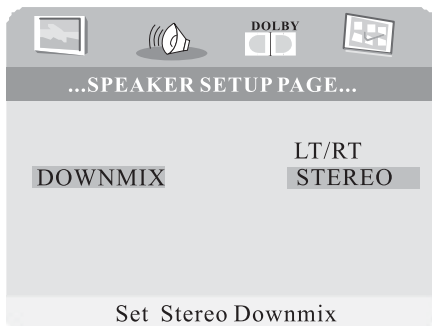 DOLBY
...SPEAKER SETUP PAGE...
LT/RT
DOWNMIX STEREO
Set Stereo Downmix